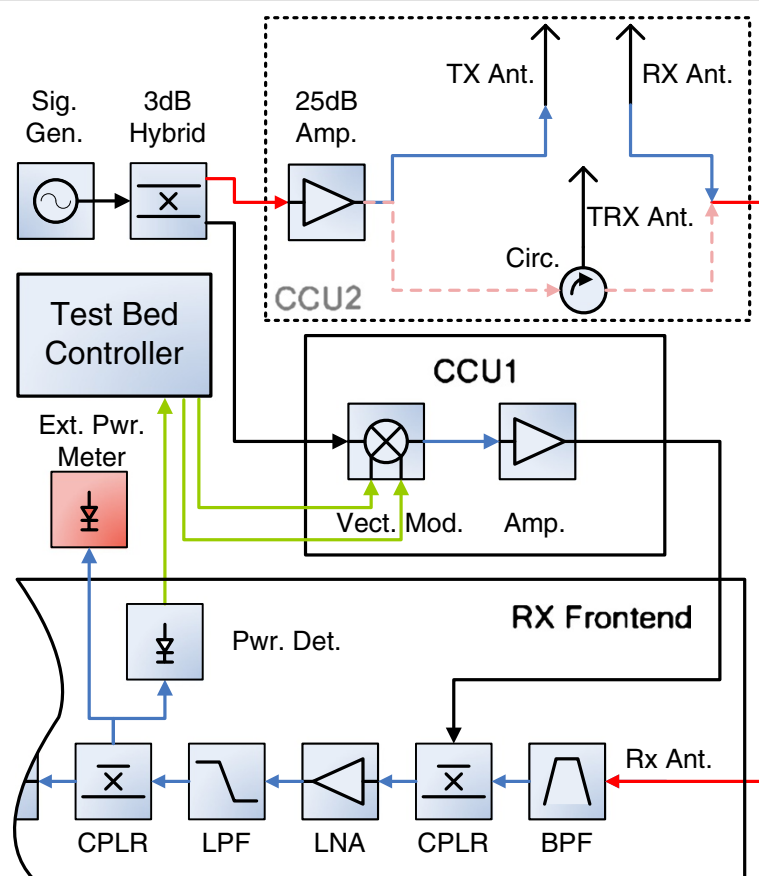 TX Ant.
RX Ant.
Sig.
Gen.
3dB
Hybrid
25dB
Amp.
TRX Ant.
Circ.
CCU2
Test Bed
Controller
CCU1
Ext. Pwr.
Meter
Vect. Mod.
Amp.
RX Frontend
Pwr. Det.
Rx Ant.
CPLR
LPF
LNA
CPLR
BPF